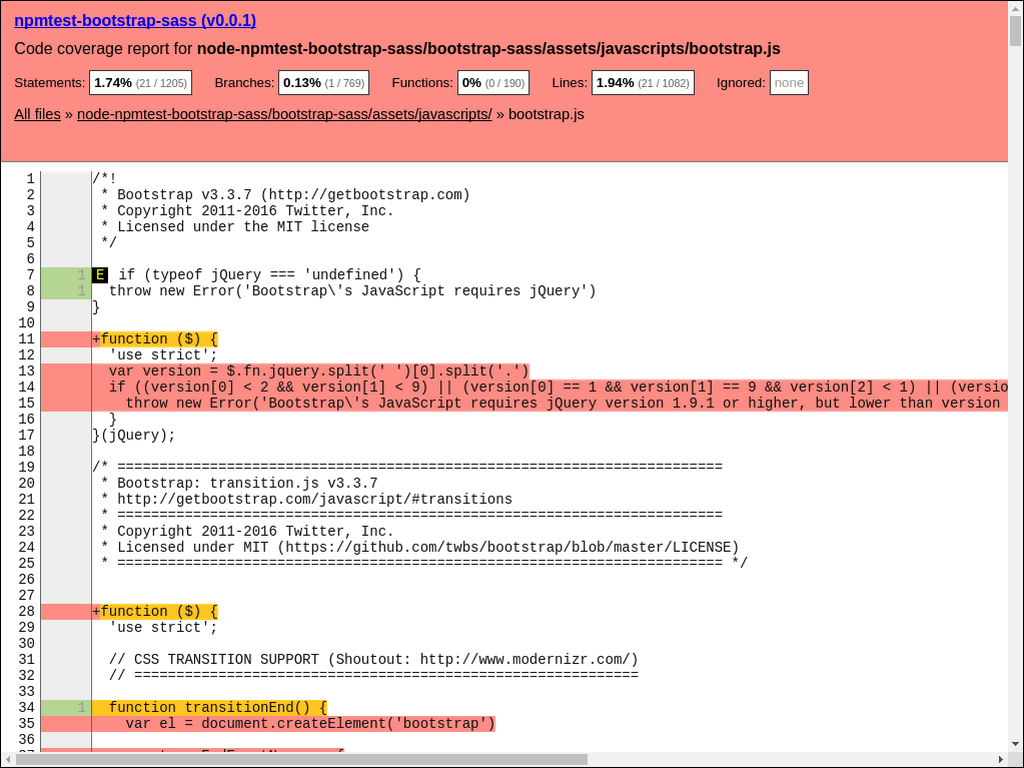 npmtest-bootstrap-sass (v0.0.1)
Code coverage report for node-npmtest-bootstrap-sass/bootstrap-sass/assets/javascripts/bootstrap.js
Statements: 1.74% (21 / 1205) Branches: 0.13% (1 / 769) Functions: 0% (0 / 190) Lines: 1.94% (21 / 1082) Ignored: none
All files » node-npmtest-bootstrap-sass/bootstrap-sass/assets/javascripts/ » bootstrap.js
1 /*!
2  * Bootstrap v3.3.7 (http://getbootstrap.com)
3  * Copyright 2011-2016 Twitter, Inc.
4  * Licensed under the MIT license
5  */
6
7 1 E if (typeof jQuery === 'undefined') {
8 1   throw new Error('Bootstrap\'s JavaScript requires jQuery')
9 }
10
11 +function ($) {
12   'use strict';
13   var version = $.fn.jquery.split(' ')[0].split('.')
14   if ((version[0] < 2 && version[1] < 9) || (version[0] == 1 && version[1] == 9 && version[2] < 1) || (versio
15     throw new Error('Bootstrap\'s JavaScript requires jQuery version 1.9.1 or higher, but lower than version
16   }
17 }(jQuery);
18
19 /* ========================================================================
20  * Bootstrap: transition.js v3.3.7
21  * http://getbootstrap.com/javascript/#transitions
22  * ========================================================================
23  * Copyright 2011-2016 Twitter, Inc.
24  * Licensed under MIT (https://github.com/twbs/bootstrap/blob/master/LICENSE)
25  * ======================================================================== */
26
27
28 +function ($) {
29   'use strict';
30
31   // CSS TRANSITION SUPPORT (Shoutout: http://www.modernizr.com/)
32   // ============================================================
33
34 1   function transitionEnd() {
35     var el = document.createElement('bootstrap')
36